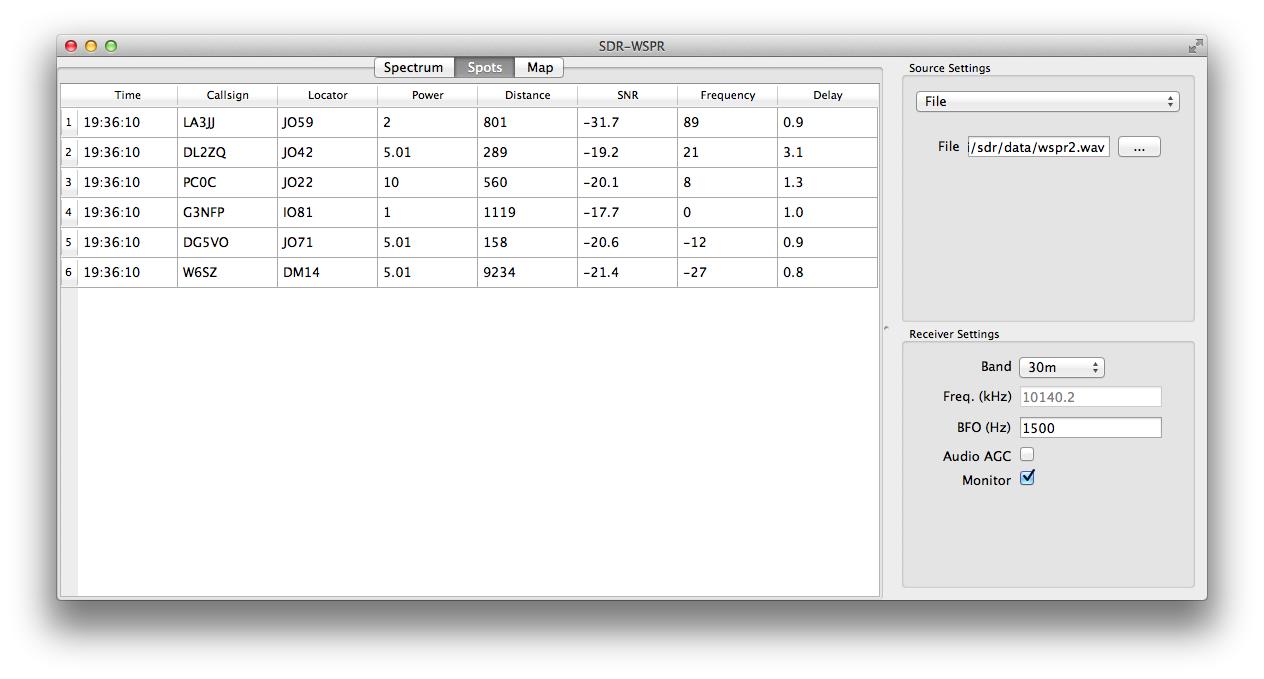 SDR-WSPR
Spectrum Spots Map
Time Callsign Locator Power Distance SNR Frequency Delay
1 19:36:10 LA3JJ JO59 2 801 -31.7 89 0.9
2 19:36:10 DL2ZQ JO42 5.01 289 -19.2 21 3.1
3 19:36:10 PC0C JO22 10 560 -20.1 8 1.3
4 19:36:10 G3NFP IO81 1 1119 -17.7 0 1.0
5 19:36:10 DG5VO JO71 5.01 158 -20.6 -12 0.9
6 19:36:10 W6SZ DM14 5.01 9234 -21.4 -27 0.8
Source Settings
File
File /sdr/data/wspr2.wav ...
Receiver Settings
Band 30m
Freq. (kHz) 10140.2
BFO (Hz) 1500
Audio AGC
Monitor